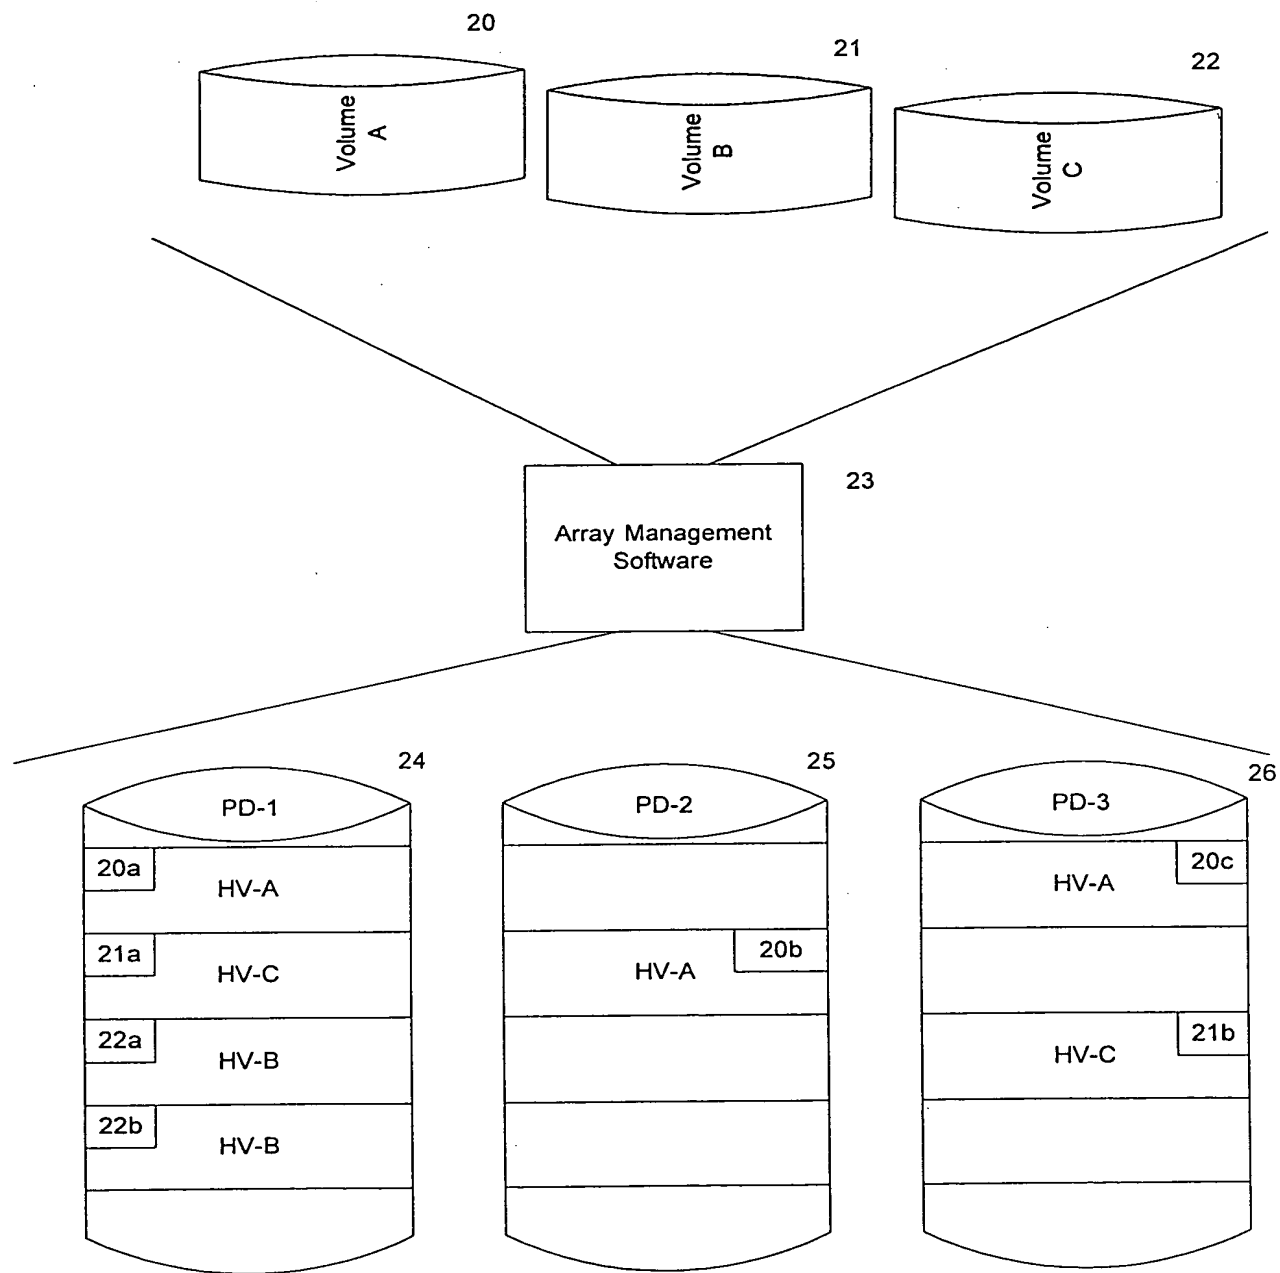 20
21
22
Volume
A
Volume
B
Volume
C
23
Array Management
Software
24
25
26
PD-1
PD-2
PD-3
20a
HV-A
HV-A
20c
21a
HV-C
HV-A
20b
22a
HV-B
HV-C
21b
22b
HV-B